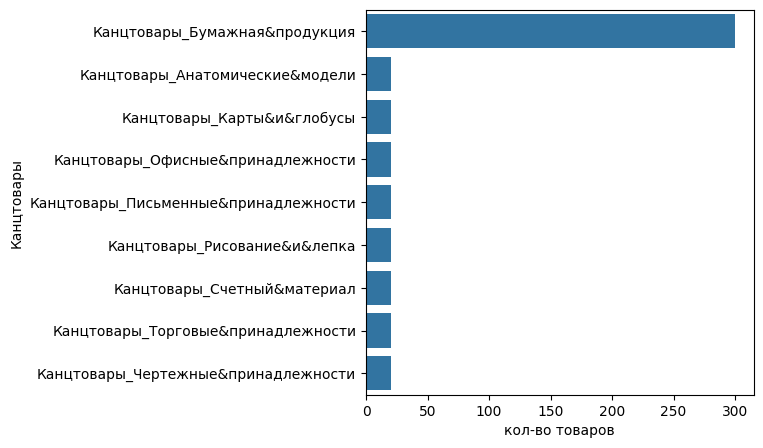 Канцтовары_Бумажная&продукция
Канцтовары_Анатомические&модели
Канцтовары_Карты&и&глобусы
Канцтовары_Офисные&принадлежности
Канцтовары_Письменные&принадлежности
Канцтовары_Рисование&и&лепка
Канцтовары_Счетный&материал
Канцтовары_Торговые&принадлежности
Канцтовары_Чертежные&принадлежности
Канцтовары
0 50 100 150 200 250 300
кол-во товаров